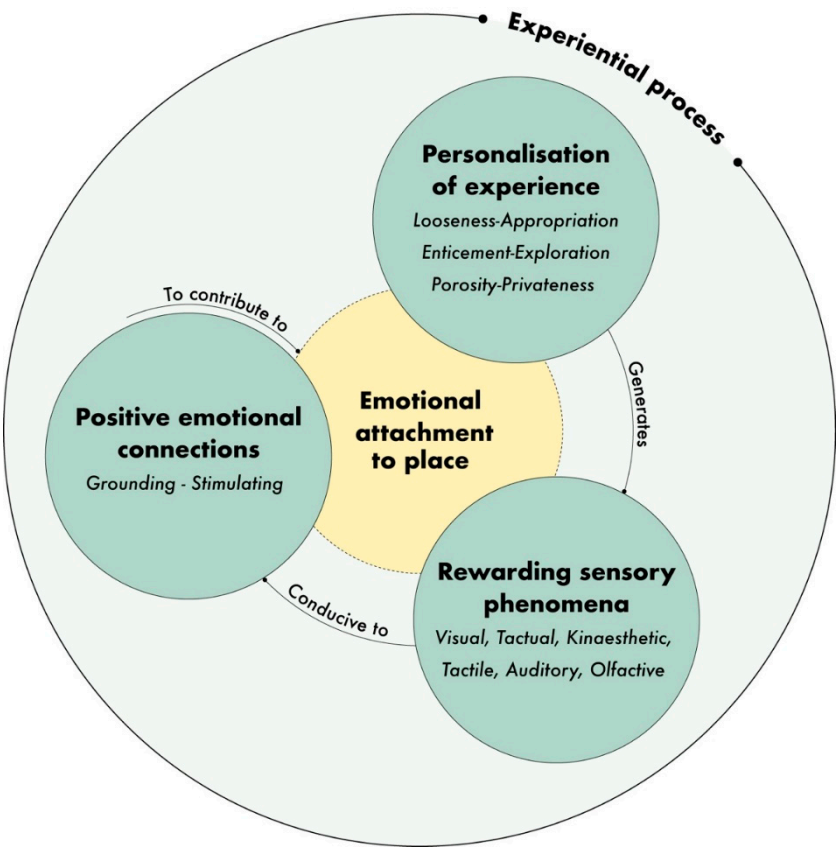 Experiential process
Personalisation
of experience
Looseness-Appropriation
Enticement-Exploration
Porosity-Privateness
To contribute to
Generates
Positive emotional
connections
Grounding - Stimulating
Emotional
attachment
to place
Conducive to
Rewarding sensory
phenomena
Visual, Tactual, Kinaesthetic,
Tactile, Auditory, Olfactive